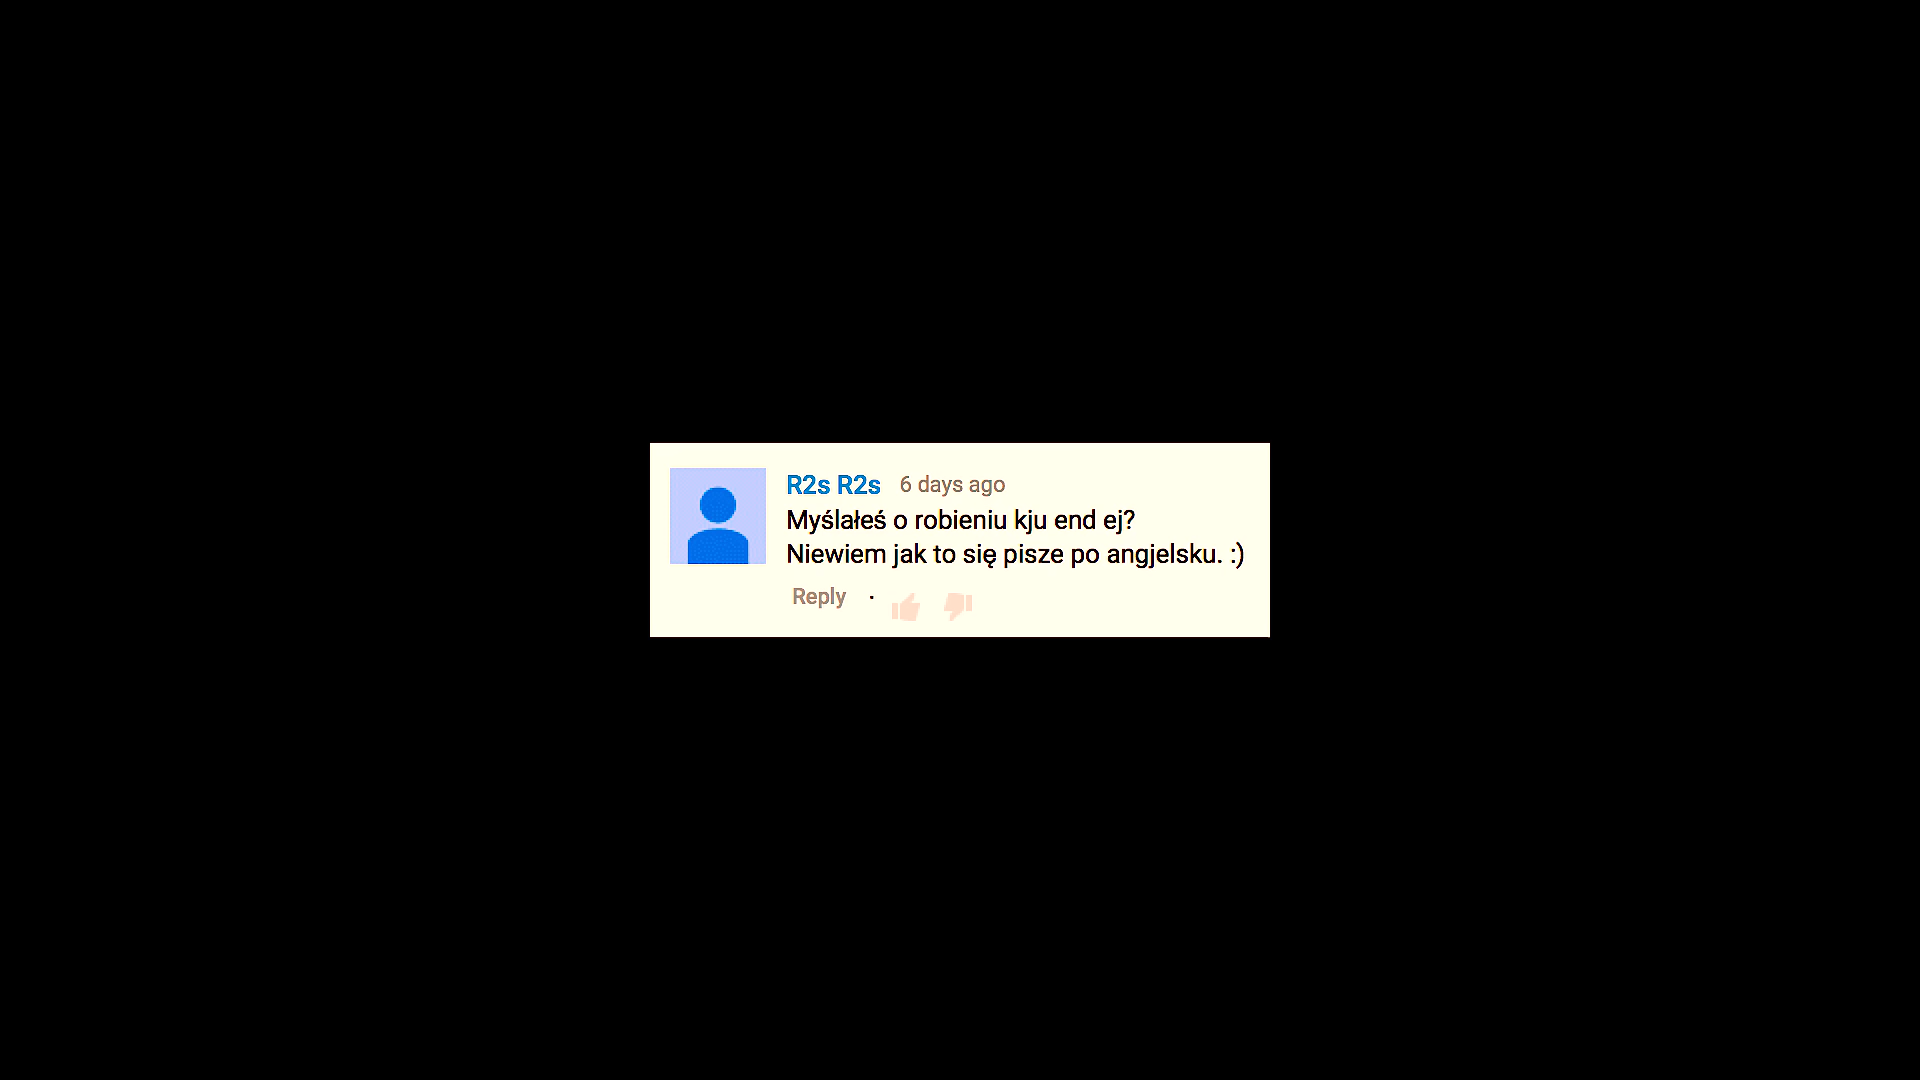 R2s R2s 6 days ago
Myślałeś o robieniu kju end ej?
Niewiem jak to się pisze po angjelsku. :)
Reply ·